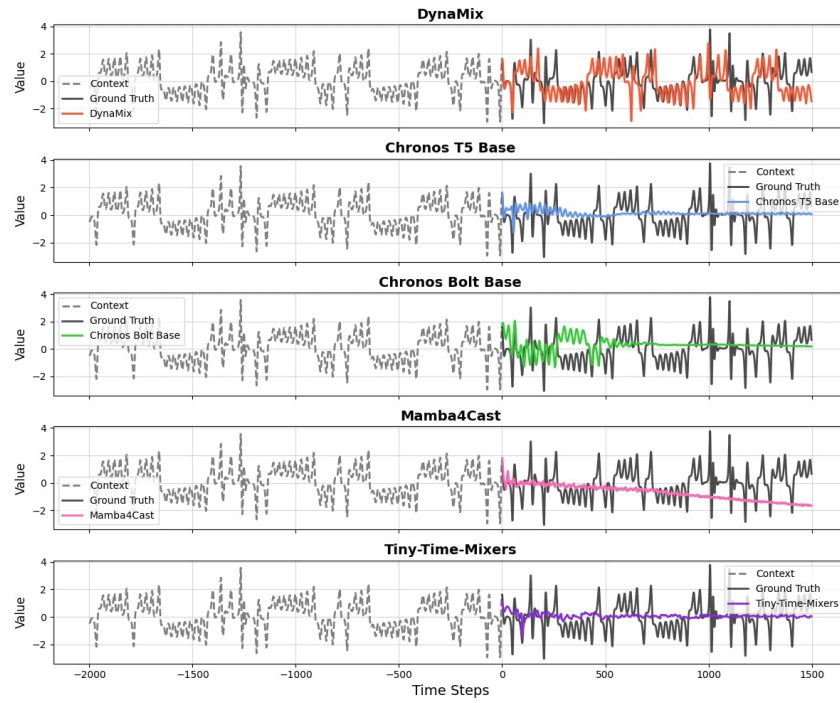 DynaMix
4
2
0
−2
Value
Context
Ground Truth
DynaMix
Chronos T5 Base
4
2
0
−2
Value
Context
Ground Truth
Chronos T5 Base
Chronos Bolt Base
4
2
0
−2
Value
Context
Ground Truth
Chronos Bolt Base
Mamba4Cast
4
2
0
−2
Value
Context
Ground Truth
Mamba4Cast
Tiny-Time-Mixers
4
2
0
−2
Value
Context
Ground Truth
Tiny-Time-Mixers
−2000 −1500 −1000 −500 0 500 1000 1500
Time Steps